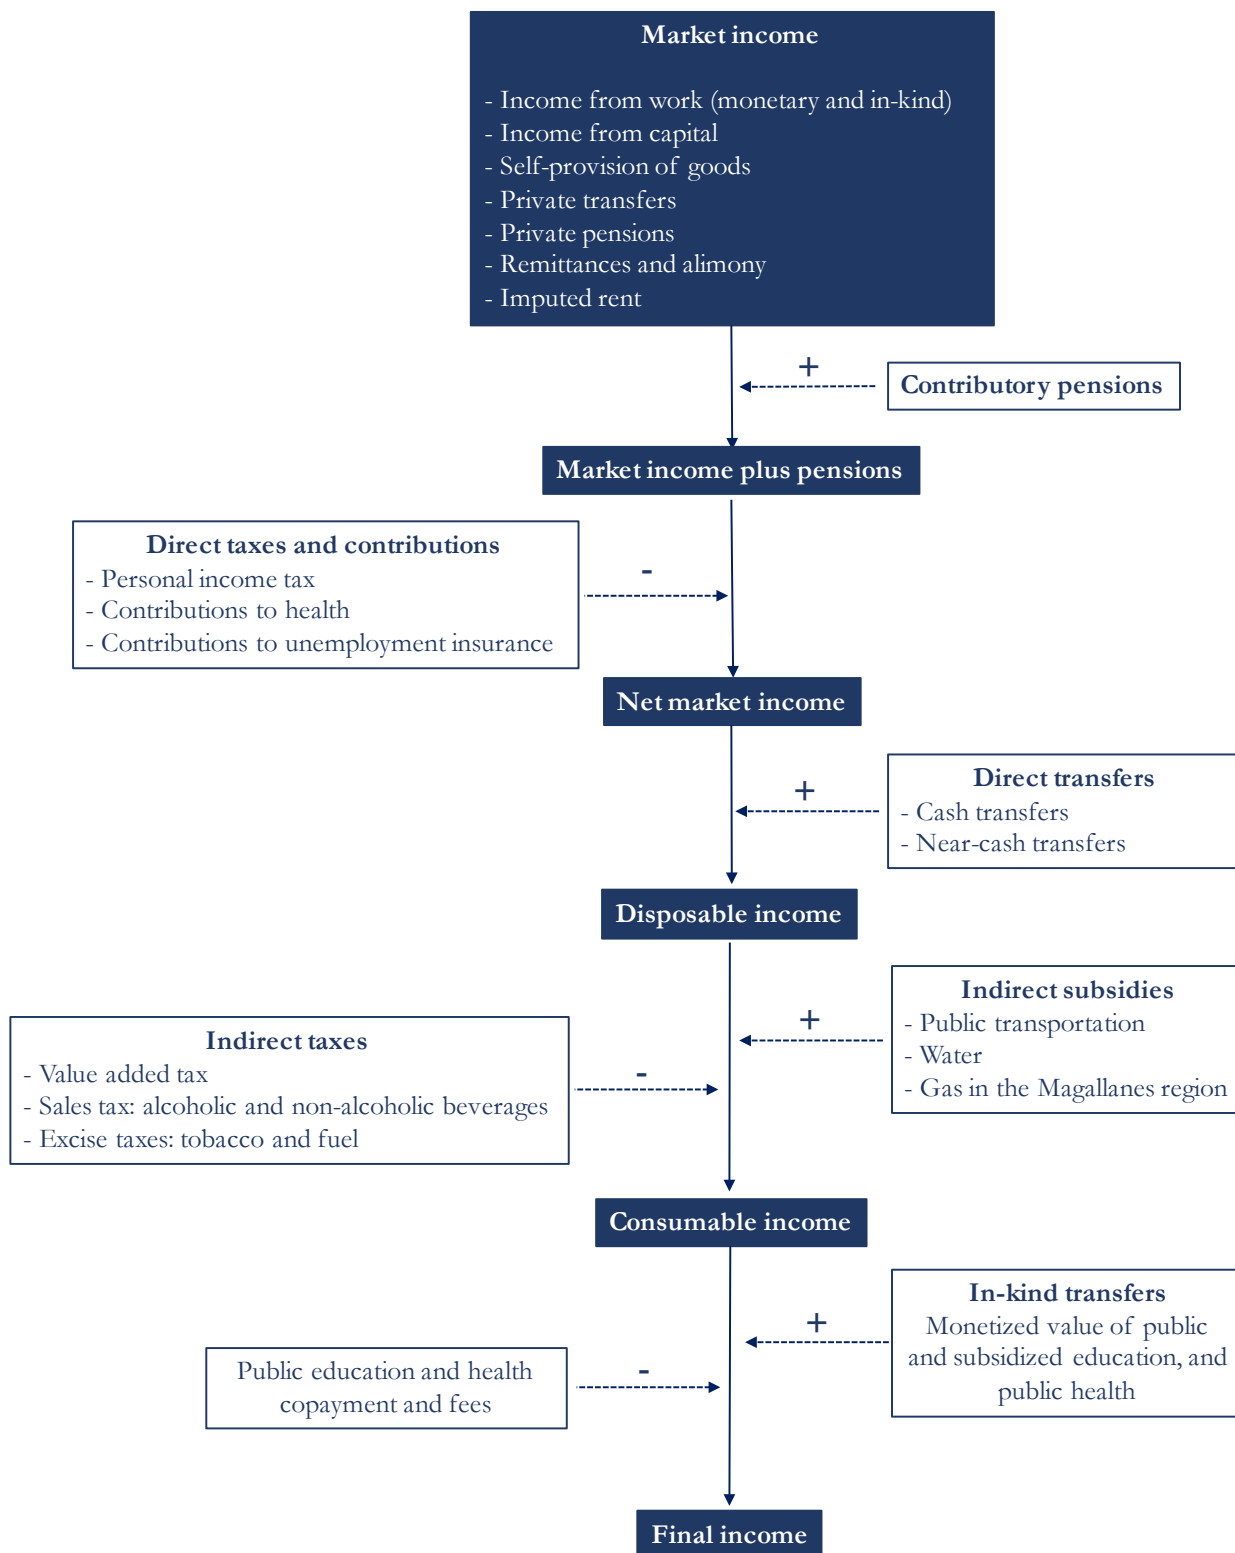 Market income
- Income from work (monetary and in-kind)
- Income from capital
- Self-provision of goods
- Private transfers
- Private pensions
- Remittances and alimony
- Imputed rent
+
Contributory pensions
Market income plus pensions
Direct taxes and contributions
- Personal income tax
- Contributions to health
- Contributions to unemployment insurance
-
Net market income
+
Direct transfers
- Cash transfers
- Near-cash transfers
Disposable income
+
Indirect subsidies
- Public transportation
- Water
- Gas in the Magallanes region
Indirect taxes
- Value added tax
- Sales tax: alcoholic and non-alcoholic beverages
- Excise taxes: tobacco and fuel
-
Consumable income
+
In-kind transfers
Monetized value of public
and subsidized education, and
public health
Public education and health
copayment and fees
-
Final income